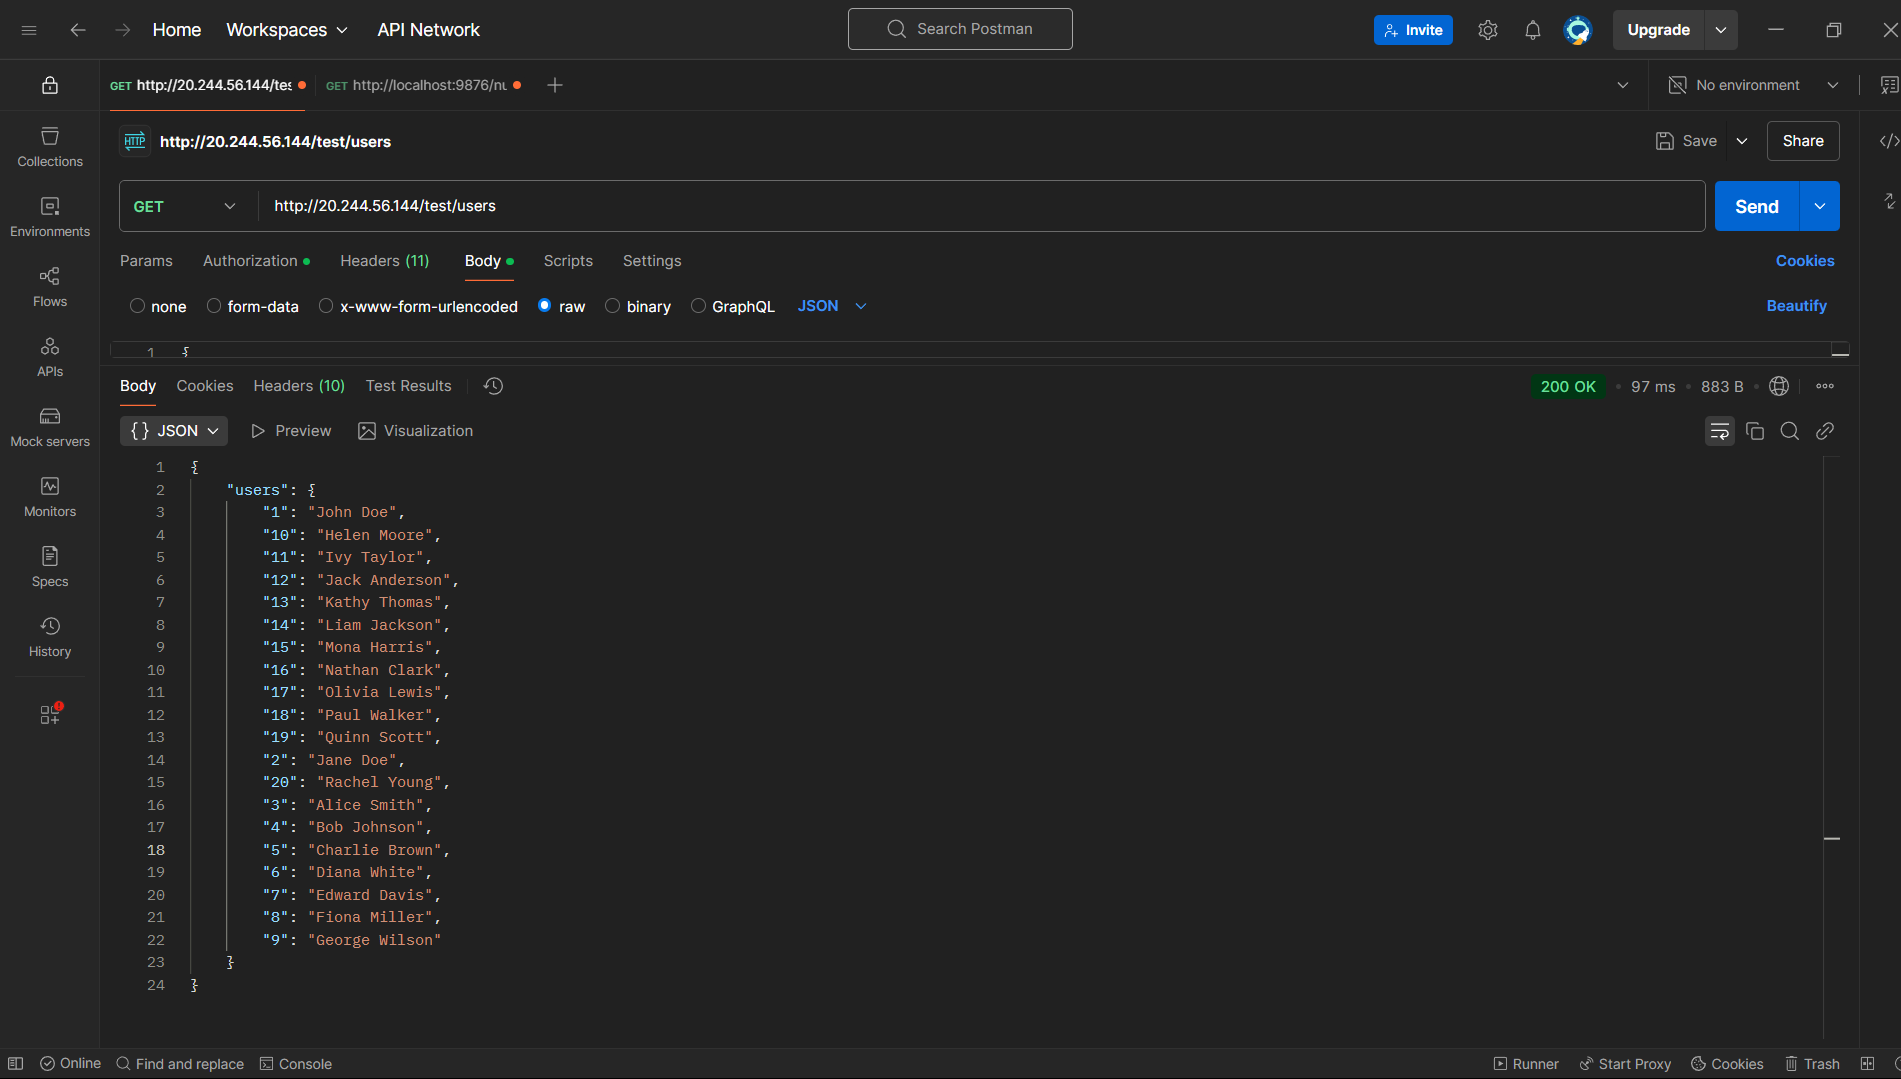 Home Workspaces API Network Search Postman Invite Upgrade
GET http://20.244.56.144/tes GET http://localhost:9876/nu No environment
HTTP http://20.244.56.144/test/users Save Share
GET http://20.244.56.144/test/users Send
Params Authorization Headers (11) Body Scripts Settings Cookies
none form-data x-www-form-urlencoded raw binary GraphQL JSON Beautify
1 {
Body Cookies Headers (10) Test Results 200 OK 97 ms 883 B
{} JSON Preview Visualization
1 {
2 "users": {
3 "1": "John Doe",
4 "10": "Helen Moore",
5 "11": "Ivy Taylor",
6 "12": "Jack Anderson",
7 "13": "Kathy Thomas",
8 "14": "Liam Jackson",
9 "15": "Mona Harris",
10 "16": "Nathan Clark",
11 "17": "Olivia Lewis",
12 "18": "Paul Walker",
13 "19": "Quinn Scott",
14 "2": "Jane Doe",
15 "20": "Rachel Young",
16 "3": "Alice Smith",
17 "4": "Bob Johnson",
18 "5": "Charlie Brown",
19 "6": "Diana White",
20 "7": "Edward Davis",
21 "8": "Fiona Miller",
22 "9": "George Wilson"
23 }
24 }
Collections
Environments
Flows
APIs
Mock servers
Monitors
Specs
History
Online Find and replace Console Runner Start Proxy Cookies Trash